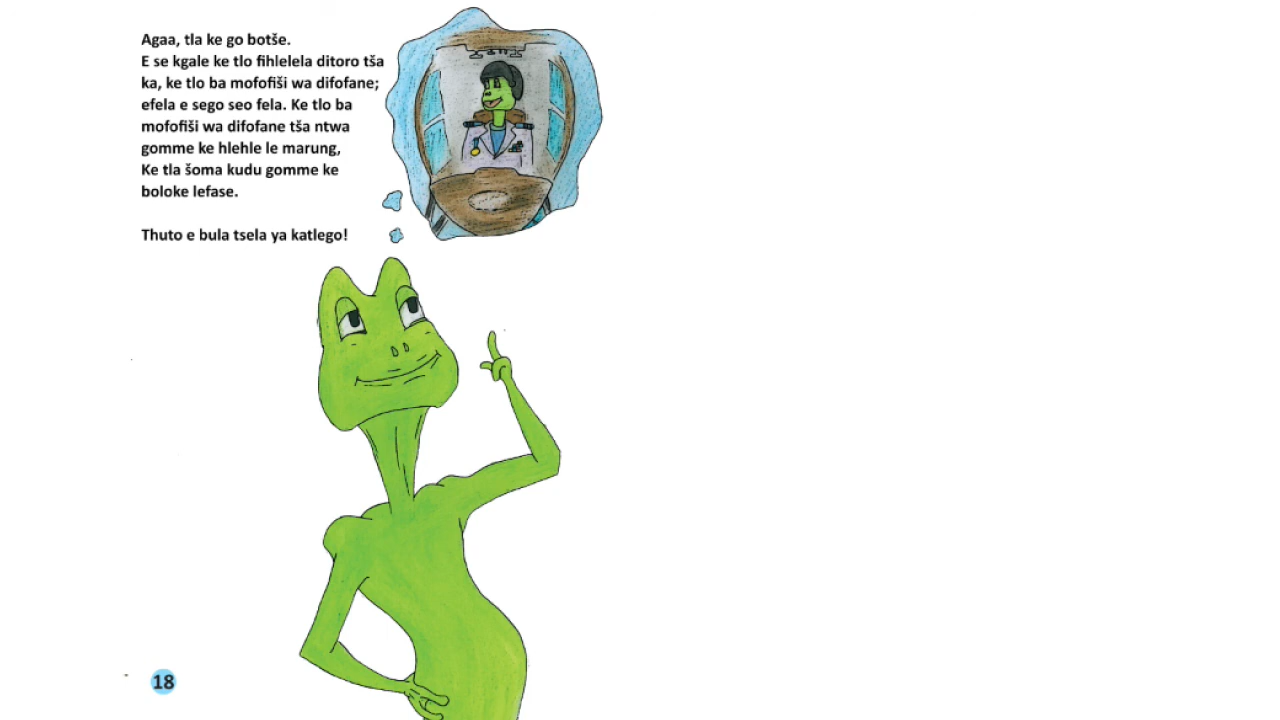 Agaa, tla ke go botše.
E se kgale ke tlo fihlelela ditoro tša
ka, ke tlo ba mofofiši wa difofane;
efela e sego seo fela. Ke tlo ba
mofofiši wa difofane tša ntwa
gomme ke hlehle le marung,
Ke tla šoma kudu gomme ke
boloke lefase.
Thuto e bula tsela ya katlego!
18